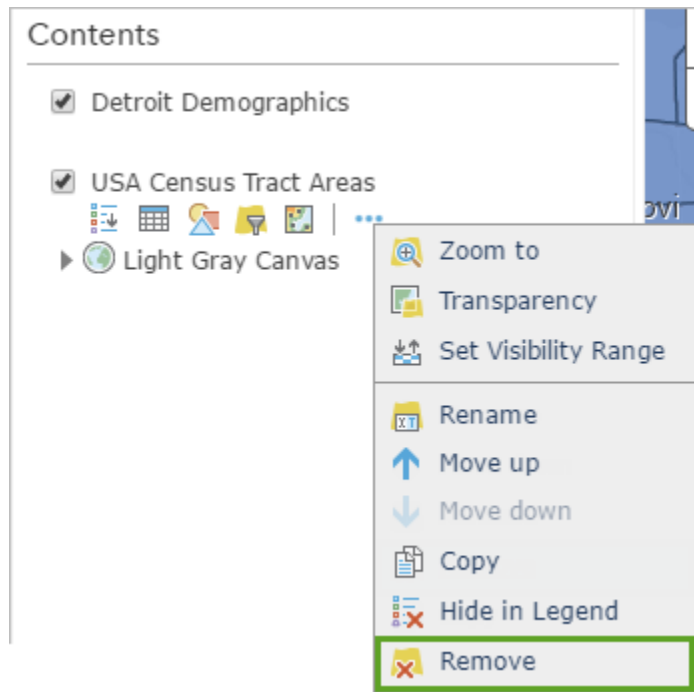 Contents
Detroit Demographics
USA Census Tract Areas
Light Gray Canvas
ovi
Zoom to
Transparency
Set Visibility Range
Rename
Move up
Move down
Copy
Hide in Legend
Remove